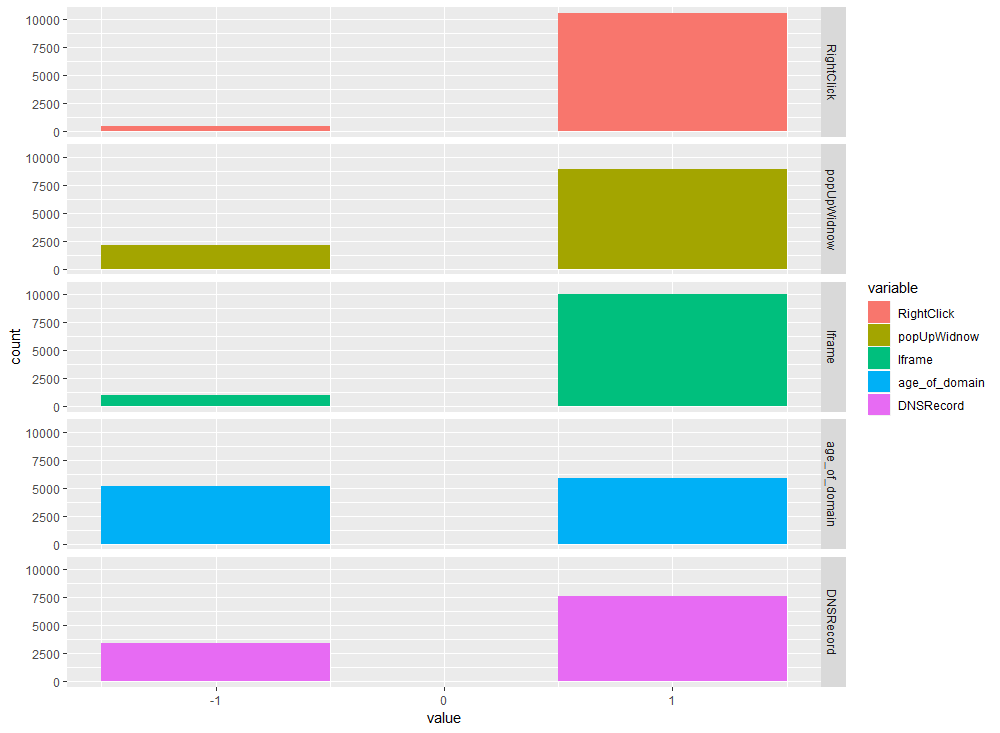 10000
7500
5000
2500
0
RightClick
10000
7500
5000
2500
0
popUpWidnow
10000
7500
5000
2500
0
Iframe
10000
7500
5000
2500
0
age_of_domain
10000
7500
5000
2500
0
DNSRecord
count
-1
0
1
value
variable
RightClick
popUpWidnow
Iframe
age_of_domain
DNSRecord